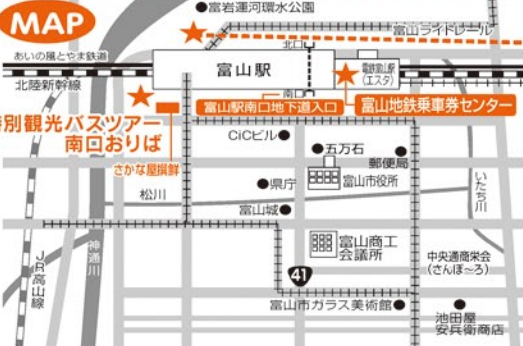 MAP
富岩運河環水公園
富山ライトレール
あいの風とやま鉄道
北口
富山駅
電鉄富山駅
(エスタ)
北陸新幹線
南口
富山駅南口地下道入口
富山地鉄乗車券センター
別観光バスツアー
南口おりば
さかな屋撰鮮
CiCビル
五万石
郵便局
県庁
富山市役所
松川
いたち川
富山城
富山商工
会議所
中央通商栄会
(さんぽ〜ろ)
JR高山線
神通川
41
富山市ガラス美術館
池田屋
安兵衛商店